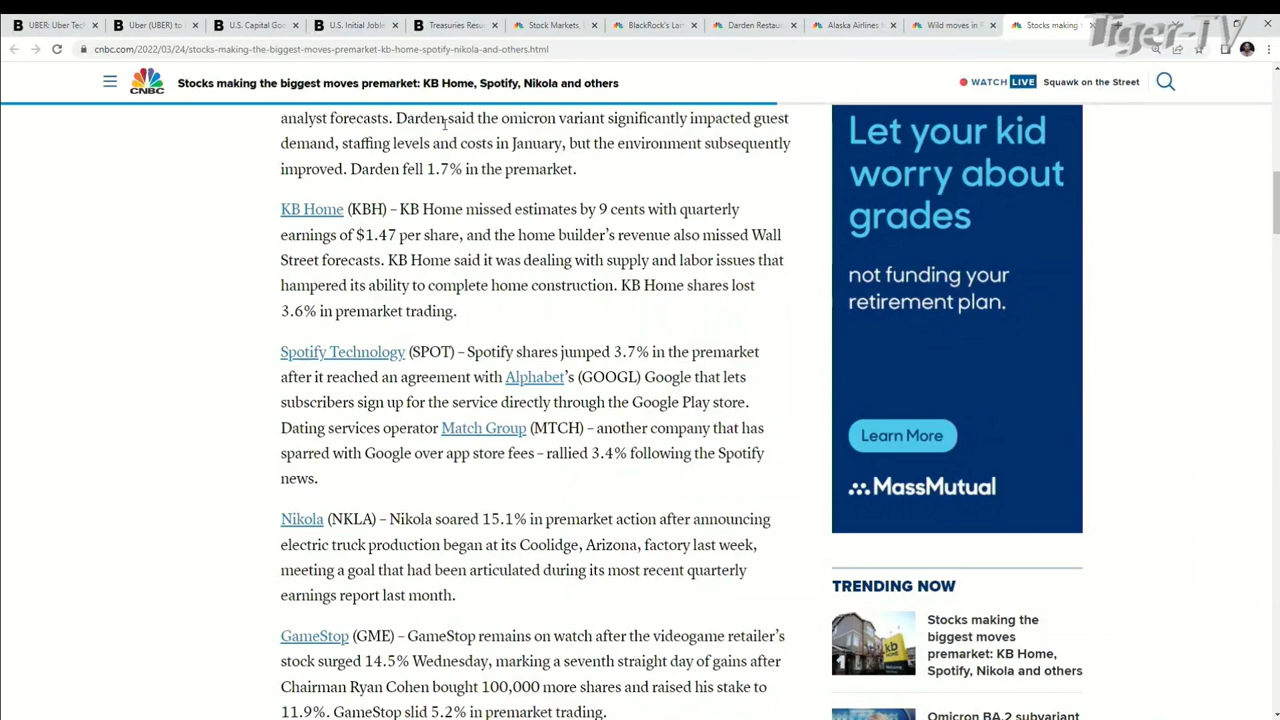 UBER: Uber Tec
Uber (UBER) to
U.S. Capital Go
U.S. Initial Joble
Treasuries Resu
Stock Markets,
BlackRock's Lar
Darden Restau
Alaska Airlines
Wild moves in
Stocks making
Tiger-TV
cnbc.com/2022/03/24/stocks-making-the-biggest-moves-premarket-kb-home-spotify-nikola-and-others.html
CNBC
Stocks making the biggest moves premarket: KB Home, Spotify, Nikola and others
WATCH LIVE Squawk on the Street
analyst forecasts. Darden said the omicron variant significantly impacted guest
demand, staffing levels and costs in January, but the environment subsequently
improved. Darden fell 1.7% in the premarket.
KB Home (KBH) – KB Home missed estimates by 9 cents with quarterly
earnings of $1.47 per share, and the home builder's revenue also missed Wall
Street forecasts. KB Home said it was dealing with supply and labor issues that
hampered its ability to complete home construction. KB Home shares lost
3.6% in premarket trading.
Spotify Technology (SPOT) – Spotify shares jumped 3.7% in the premarket
after it reached an agreement with Alphabet's (GOOGL) Google that lets
subscribers sign up for the service directly through the Google Play store.
Dating services operator Match Group (MTCH) – another company that has
sparred with Google over app store fees – rallied 3.4% following the Spotify
news.
Nikola (NKLA) – Nikola soared 15.1% in premarket action after announcing
electric truck production began at its Coolidge, Arizona, factory last week,
meeting a goal that had been articulated during its most recent quarterly
earnings report last month.
GameStop (GME) – GameStop remains on watch after the videogame retailer's
stock surged 14.5% Wednesday, marking a seventh straight day of gains after
Chairman Ryan Cohen bought 100,000 more shares and raised his stake to
11.9%. GameStop slid 5.2% in premarket trading.
Let your kid
worry about
grades
not funding your
retirement plan.
Learn More
MassMutual
TRENDING NOW
1
kb
HOME
Stocks making the
biggest moves
premarket: KB Home,
Spotify, Nikola and others
Omicron BA.2 subvariant